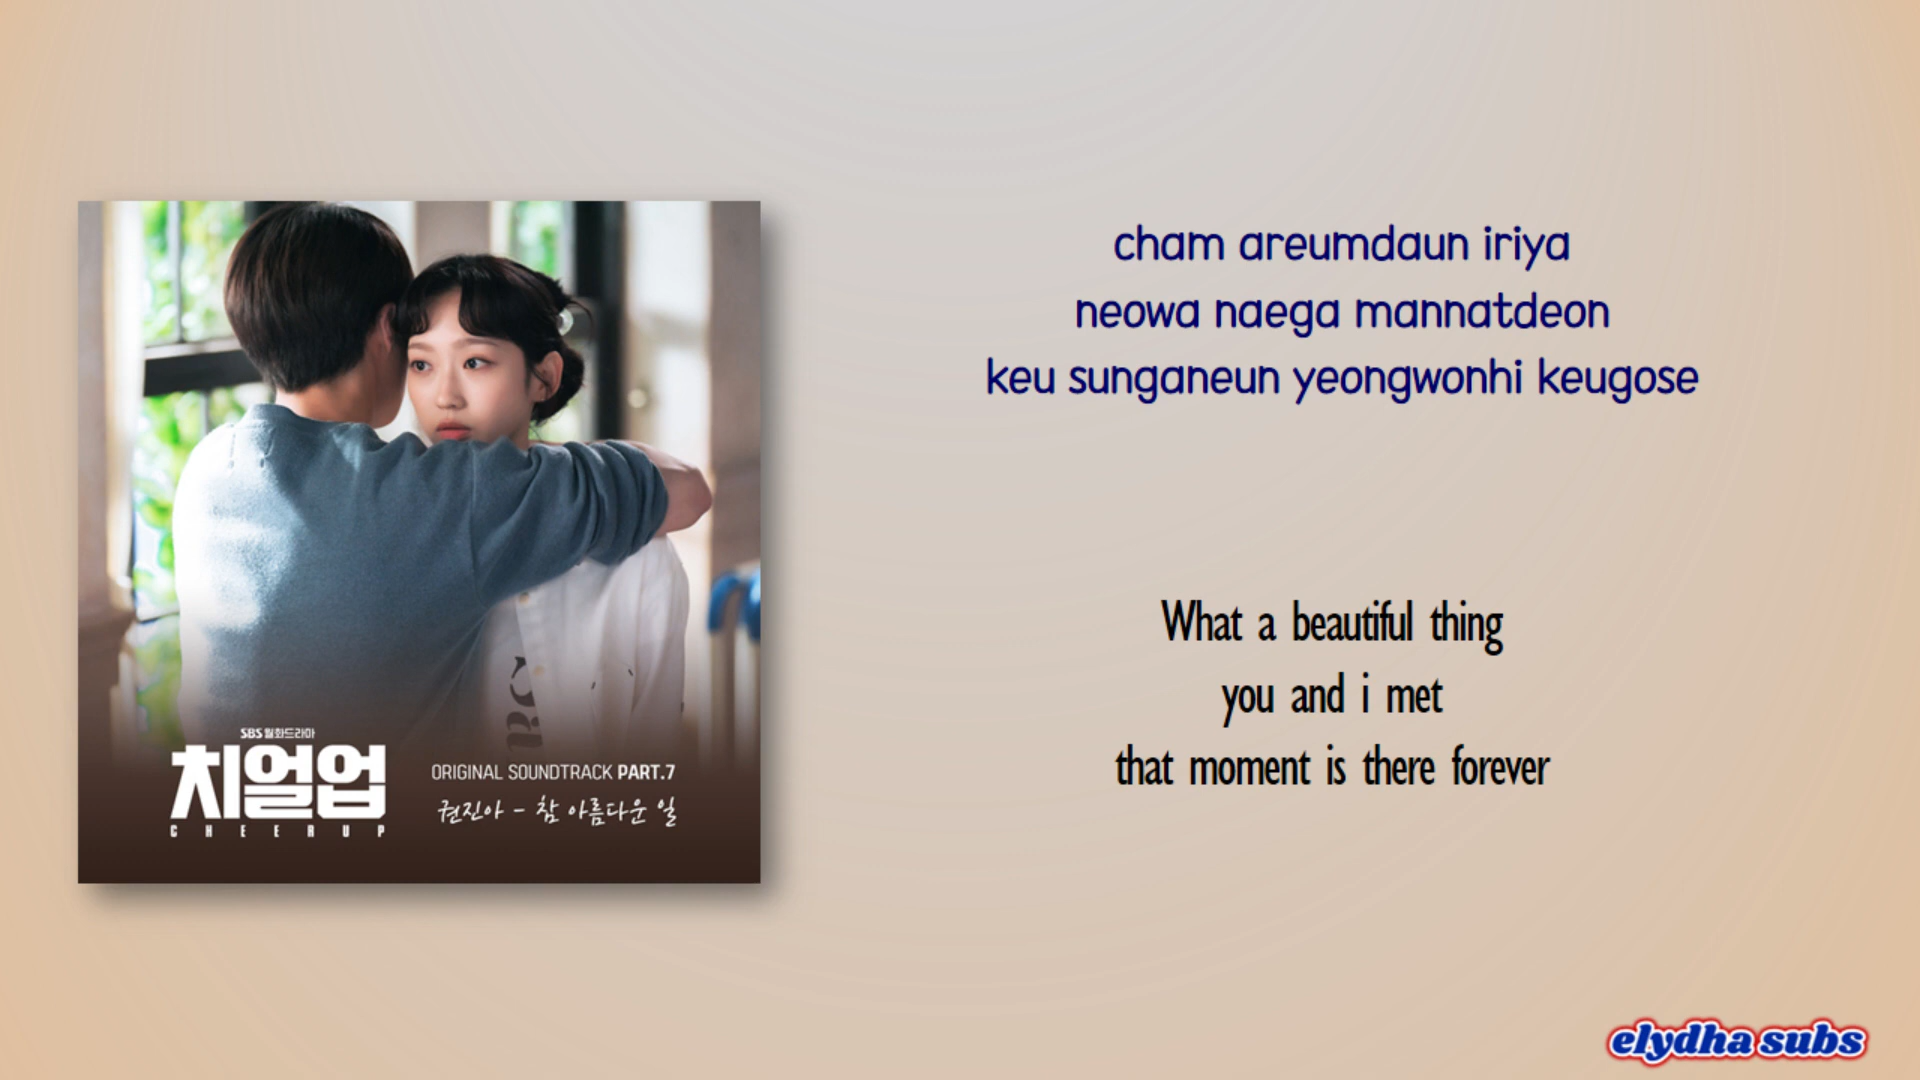 SBS 월화드라마
치얼업
CHEERUP
ORIGINAL SOUNDTRACK PART.7
권진아 - 참 아름다운 일
cham areumdaun iriya
neowa naega mannatdeon
keu sunganeun yeongwonhi keugose
What a beautiful thing
you and i met
that moment is there forever
elydha subs